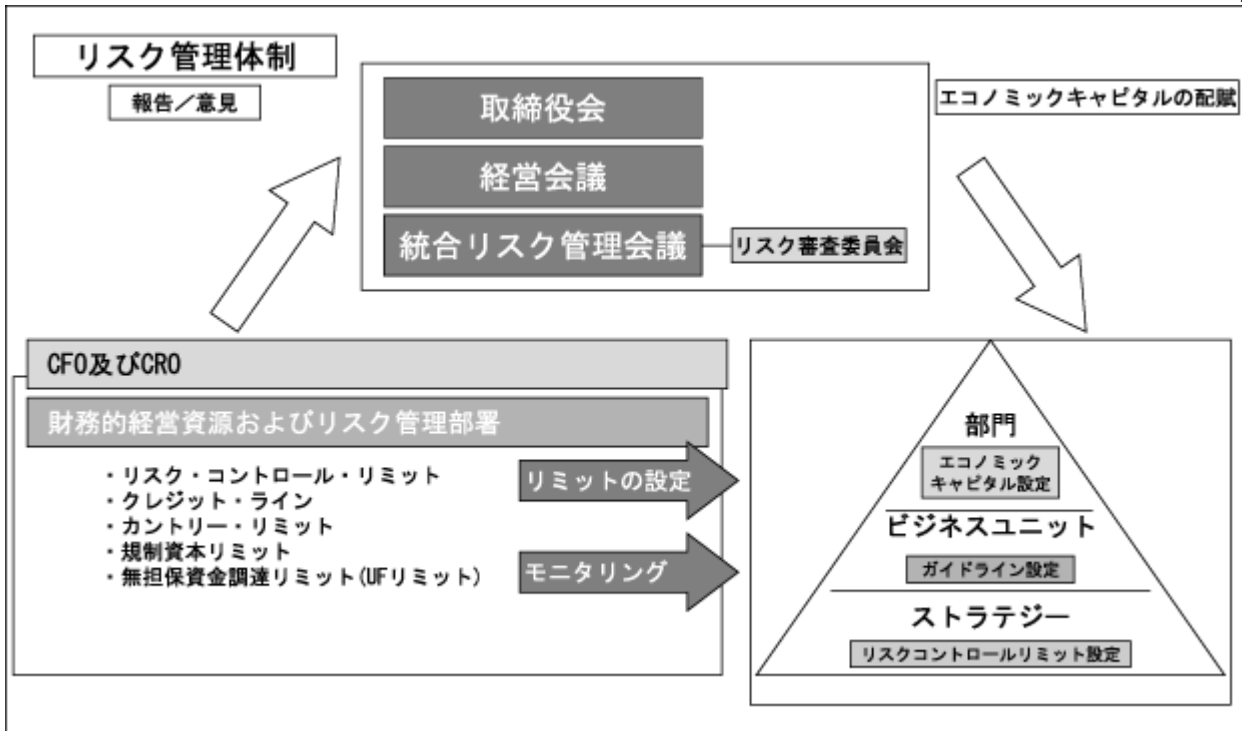 リスク管理体制
報告／意見
取締役会
経営会議
統合リスク管理会議
リスク審査委員会
エコノミックキャピタルの配賦
CFO及びCRO
財務的経営資源およびリスク管理部署
・リスク・コントロール・リミット
・クレジット・ライン
・カントリー・リミット
・規制資本リミット
・無担保資金調達リミット(UFリミット)
リミットの設定
モニタリング
部門
エコノミック
キャピタル設定
ビジネスユニット
ガイドライン設定
ストラテジー
リスクコントロールリミット設定